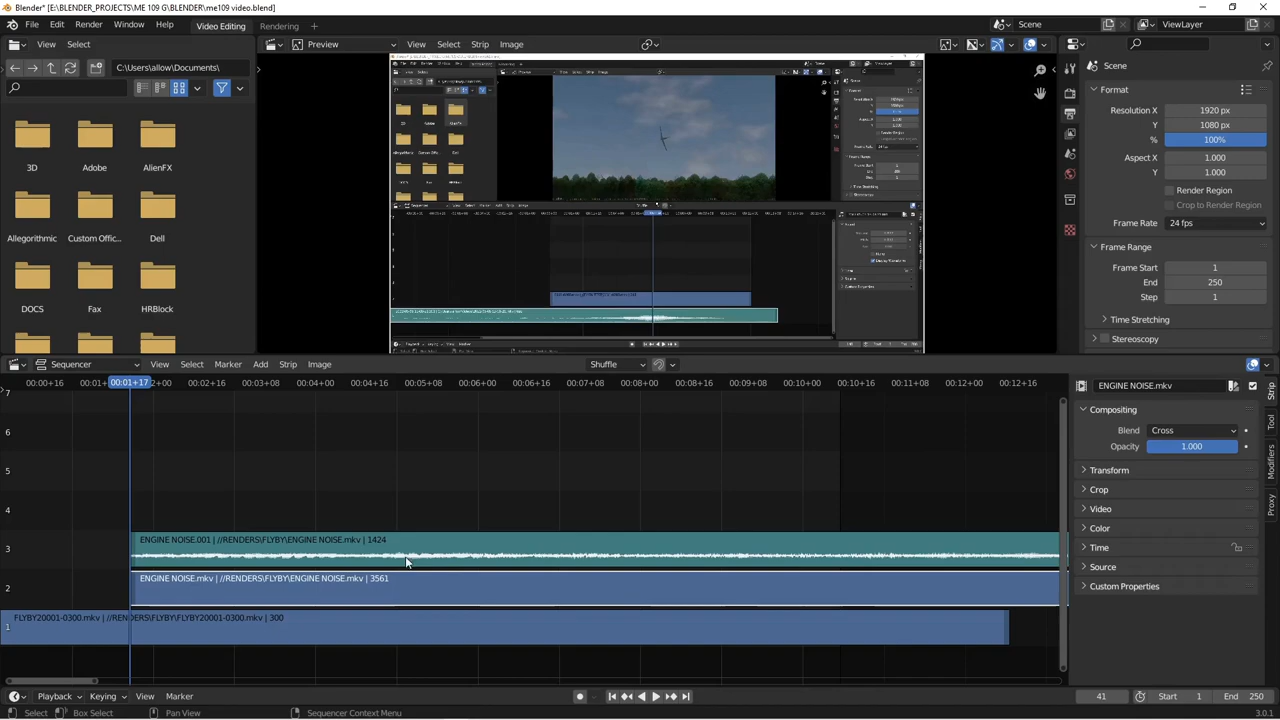 Blender* [E:\BLENDER_PROJECTS\ME 109 G\BLENDER\me109 video.blend]
File Edit Render Window Help Video Editing Rendering Scene ViewLayer
View Select Preview View Select Strip Image
C:\Users\allow\Documents\
Scene
Format
Resolution X 1920 px
Y 1080 px
% 100%
Aspect X 1.000
Y 1.000
Render Region
Crop to Render Region
Frame Rate 24 fps
Frame Range
Frame Start 1
End 250
Step 1
Time Stretching
Stereoscopy
3D Adobe AlienFX
Allegorithmic Custom Offic... Dell
DOCS Fax HRBlock
Sequencer View Select Marker Add Strip Image Shuffle
00:00+16 00:01+17 2+00 00:02+16 00:03+08 00:04+00 00:04+16 00:05+08 00:06+00 00:06+16 00:07+08 00:08+00 00:08+16 00:09+08 00:10+00 00:10+16 00:11+08 00:12+00 00:12+16
7
6
5
4
3
2
1
ENGINE NOISE.001 | //RENDERS\FLYBY\ENGINE NOISE.mkv | 1424
ENGINE NOISE.mkv | //RENDERS\FLYBY\ENGINE NOISE.mkv | 3561
FLYBY20001-0300.mkv | //RENDERS\FLYBY\FLYBY20001-0300.mkv | 300
ENGINE NOISE.mkv
Compositing
Blend Cross
Opacity 1.000
Transform
Crop
Video
Color
Time
Source
Custom Properties
Strip
Tool
Modifiers
Proxy
Playback Keying View Marker 41 Start 1 End 250
Select Box Select Pan View Sequencer Context Menu 3.0.1